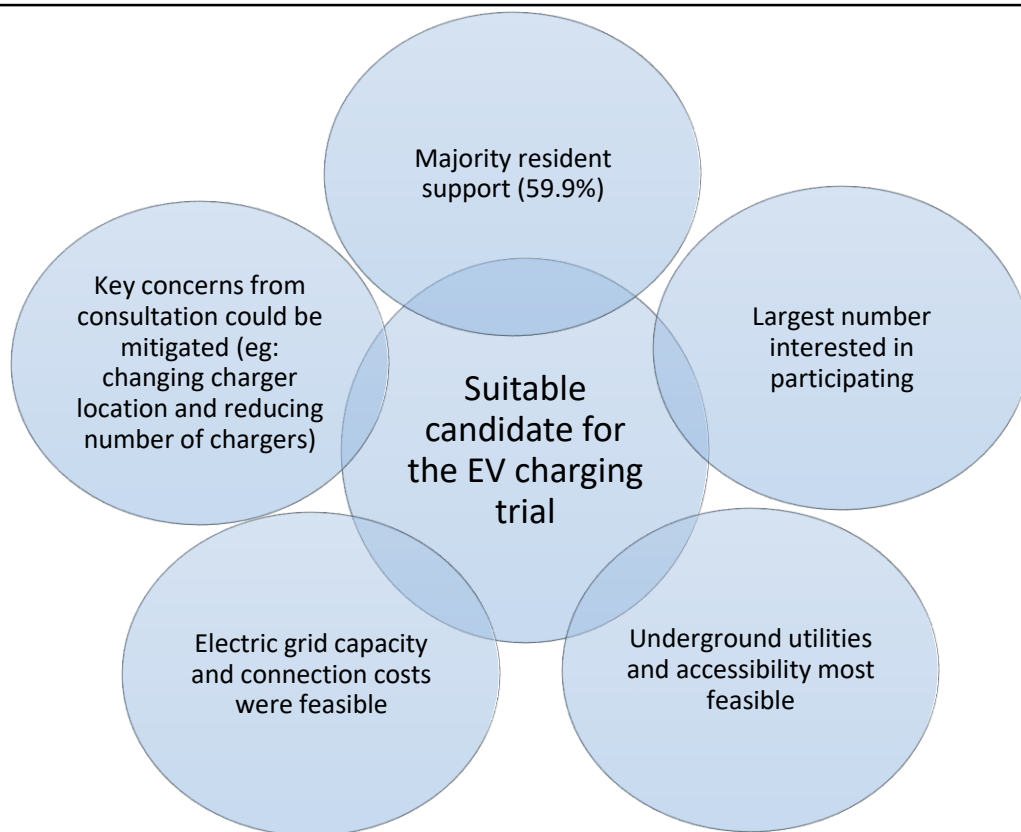 Majority resident
support (59.9%)
Key concerns from
consultation could be
mitigated (eg:
changing charger
location and reducing
number of chargers)
Largest number
interested in
participating
Suitable
candidate for
the EV charging
trial
Electric grid capacity
and connection costs
were feasible
Underground utilities
and accessibility most
feasible